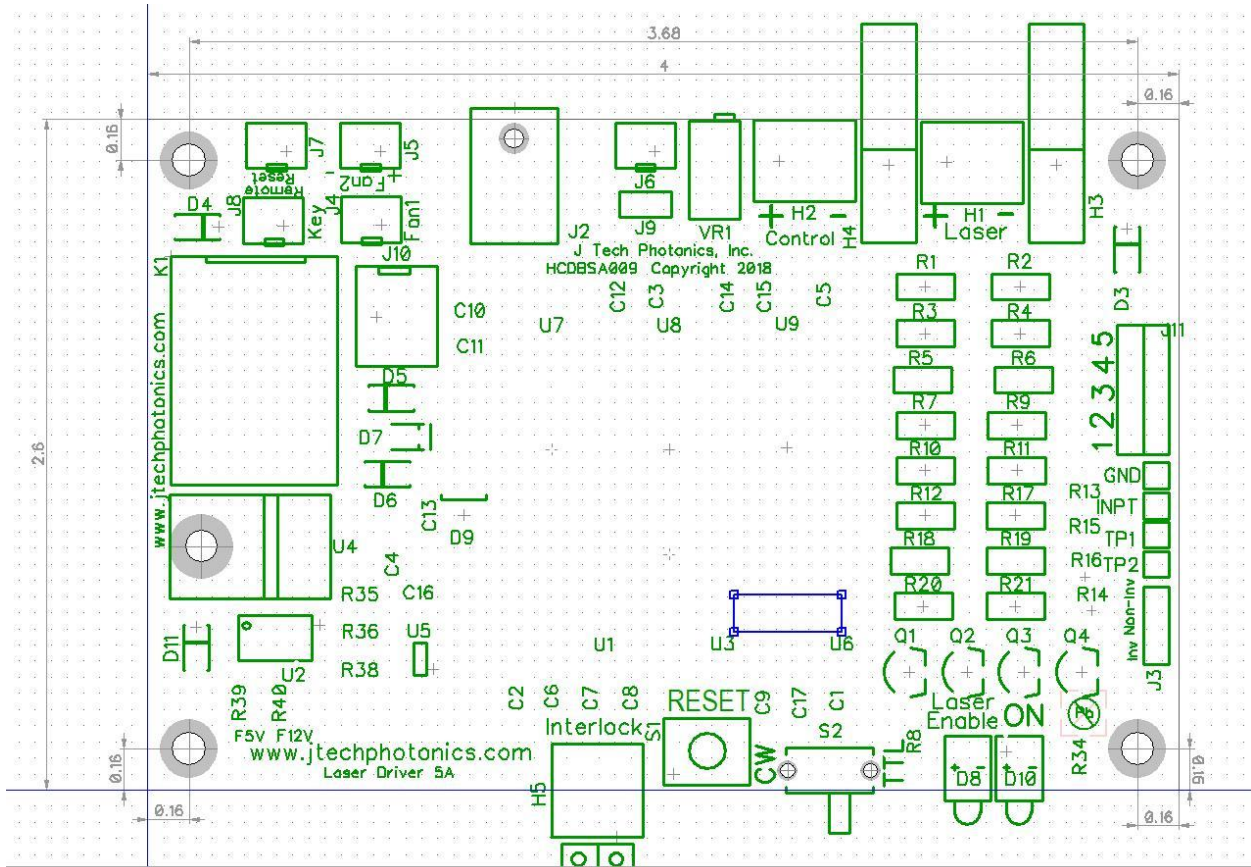 3.68
4
0.16
0.16
J7
J5
J6
Remote
Reset
-
Fan2
+
D4
J8
Key
J4
Fan1
J9
VR1
+
H2
-
Control
H4
+
H1
-
Laser
H3
J2
J Tech Photonics, Inc.
HCDBSA009 Copyright 2018
K1
J10
C10
C11
C12
C3
C14
C15
C5
U7
U8
U9
R1
R2
D3
R3
R4
J11
R5
R6
R7
R9
R10
R11
R12
R17
R18
R19
R20
R21
1 2 3 4 5
GND
R13
INPT
R15
TP1
R16
TP2
R14
Inv Non-Inv
J3
www.jtechphotonics.com
2.6
D5
D7
D6
C13
D9
U4
C4
R35
C16
D11
R36
U5
U2
R38
U1
U3
U6
Q1
Q2
Q3
Q4
R39
R40
F5V F12V
www.jtechphotonics.com
Laser Driver 5A
C2
C6
C7
C8
RESET
C9
C17
C1
Interlock
S1
CW
S2
TTL
R8
Laser
Enable
ON
Pb
R34
+
D8
-
+
D10
-
H5
0.16
0.16
0.16
0.16